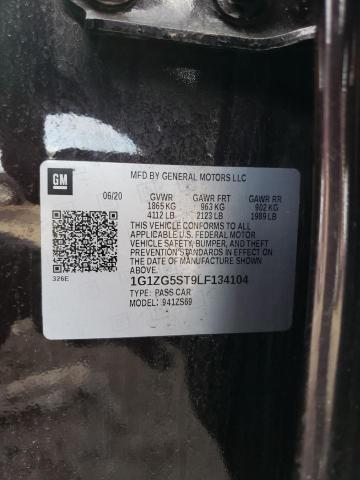 GM
MFD BY GENERAL MOTORS LLC
06/20 GVWR GAWR FRT GAWR RR
1865 KG 963 KG 902 KG
4112 LB 2123 LB 1989 LB
THIS VEHICLE CONFORMS TO ALL
APPLICABLE U.S. FEDERAL MOTOR
VEHICLE SAFETY, BUMPER, AND THEFT
PREVENTION STANDARDS IN EFFECT ON
THE DATE OF MANUFACTURE SHOWN
ABOVE.
1G1ZG5ST9LF134104
326E TYPE: PASS CAR
MODEL: 941ZS69